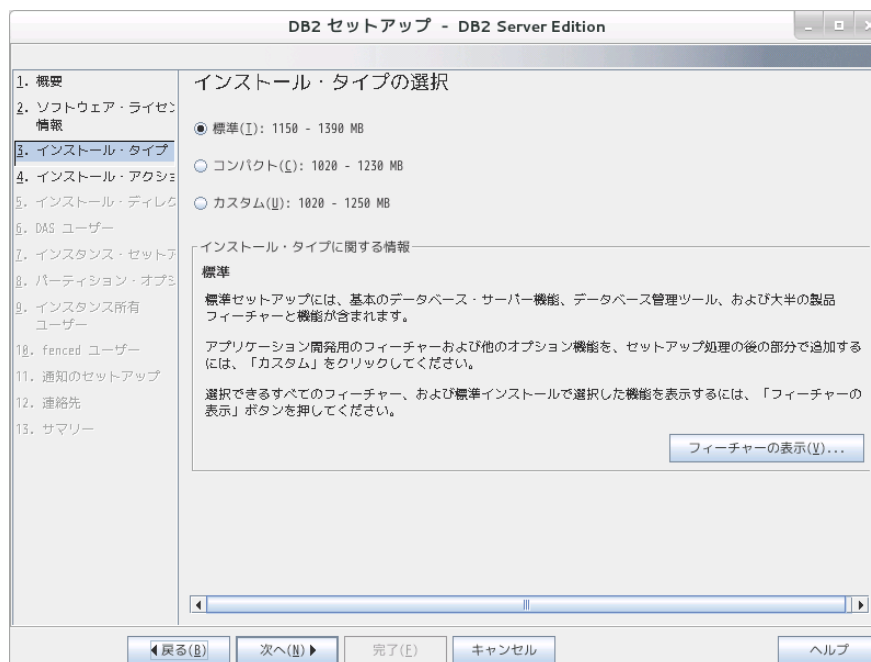 DB2 セットアップ - DB2 Server Edition
1. 概要
2. ソフトウェア・ライセン
情報
3. インストール・タイプ
4. インストール・アクショ
5. インストール・ディレク
6. DAS ユーザー
7. インスタンス・セットア
8. パーティション・オプシ
9. インスタンス所有
ユーザー
10. fenced ユーザー
11. 通知のセットアップ
12. 連絡先
13. サマリー
インストール・タイプの選択
標準(T): 1150 - 1390 MB
コンパクト(C): 1020 - 1230 MB
カスタム(U): 1020 - 1250 MB
インストール・タイプに関する情報
標準
標準セットアップには、基本のデータベース・サーバー機能、データベース管理ツール、および大半の製品
フィーチャーと機能が含まれます。
アプリケーション開発用のフィーチャーおよび他のオプション機能を、セットアップ処理の後の部分で追加する
には、「カスタム」をクリックしてください。
選択できるすべてのフィーチャー、および標準インストールで選択した機能を表示するには、「フィーチャーの
表示」ボタンを押してください。
フィーチャーの表示(V)...
戻る(B)
次へ(N)
完了(F)
キャンセル
ヘルプ